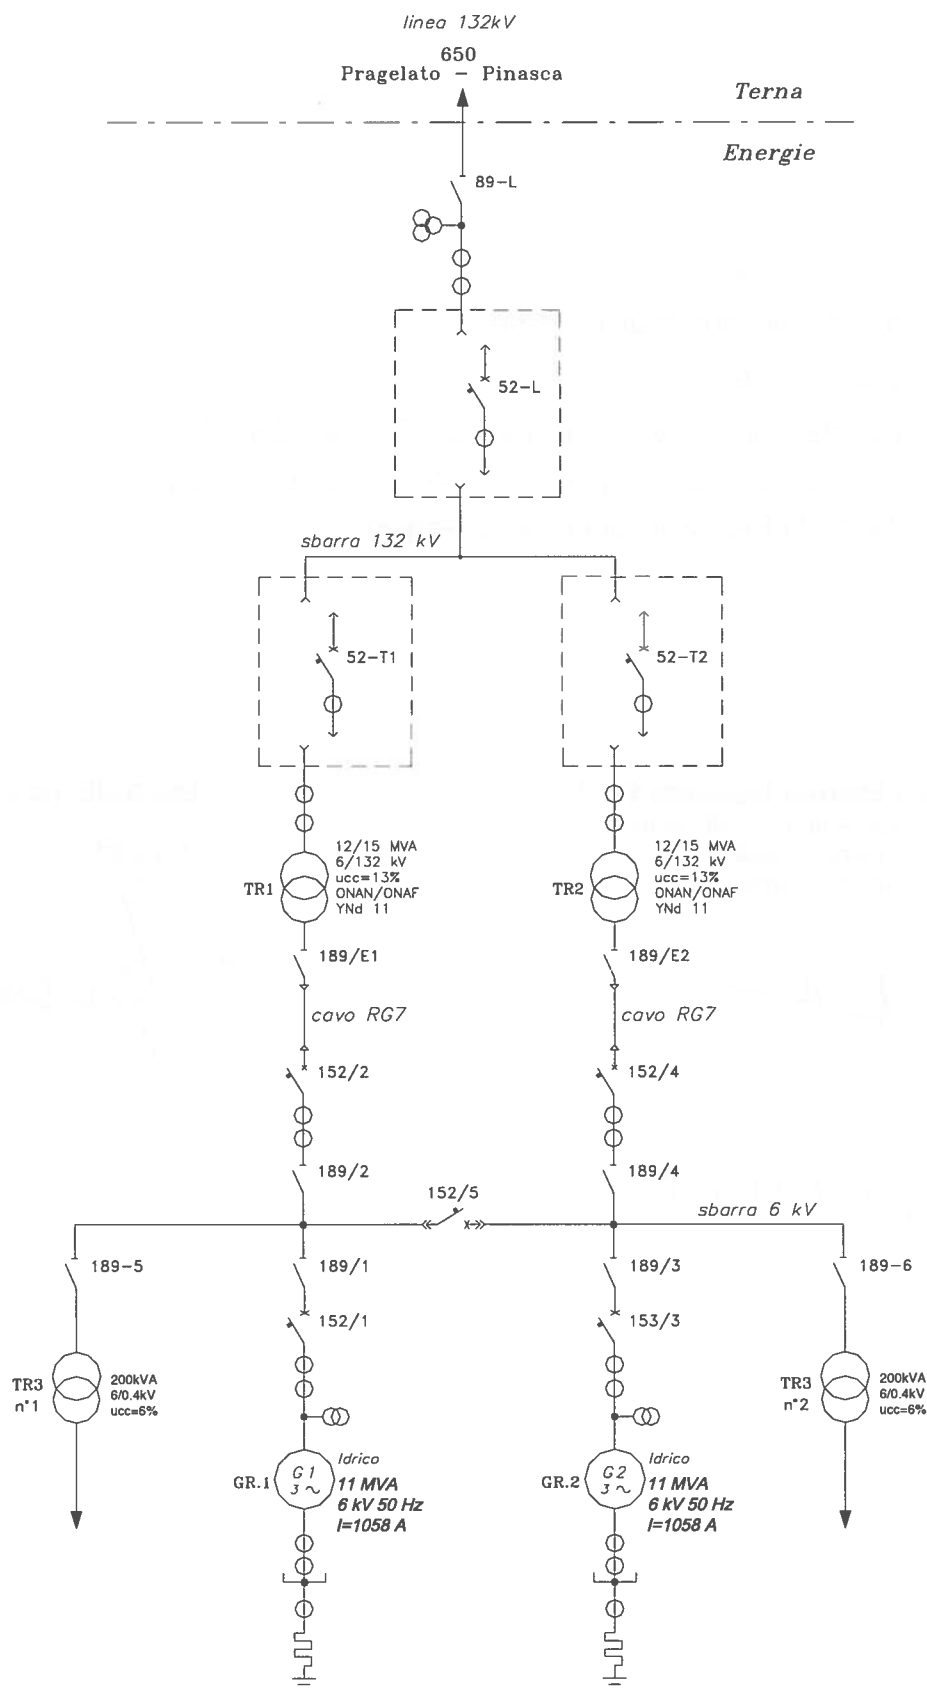 linea 132kV
650
Pragelato - Pinasca
Terna
Energie
89-L
52-L
sbarra 132 kV
52-T1
52-T2
12/15 MVA
6/132 kV
ucc=13%
ONAN/ONAF
YNd 11
TR1
12/15 MVA
6/132 kV
ucc=13%
ONAN/ONAF
YNd 11
TR2
189/E1
189/E2
cavo RG7
cavo RG7
152/2
152/4
189/2
189/4
152/5
sbarra 6 kV
189-5
189/1
189/3
189-6
152/1
153/3
TR3
n°1
200kVA
6/0.4kV
ucc=6%
TR3
n°2
200kVA
6/0.4kV
ucc=6%
GR.1
G1
3 ~
Idrico
11 MVA
6 kV 50 Hz
I=1058 A
GR.2
G2
3 ~
Idrico
11 MVA
6 kV 50 Hz
I=1058 A